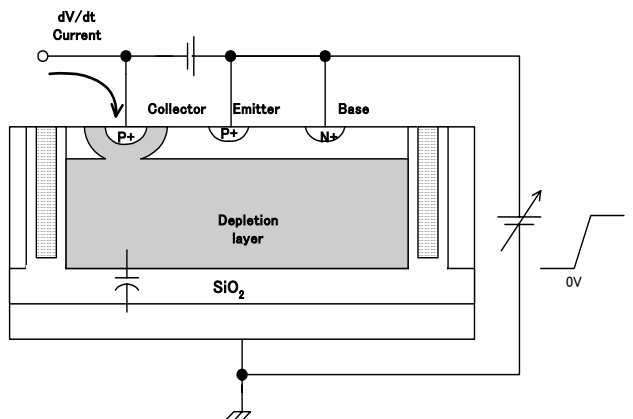 dV/dt
Current
Collector Emitter Base
P+ P+ N+
Depletion
layer
SiO₂
0V